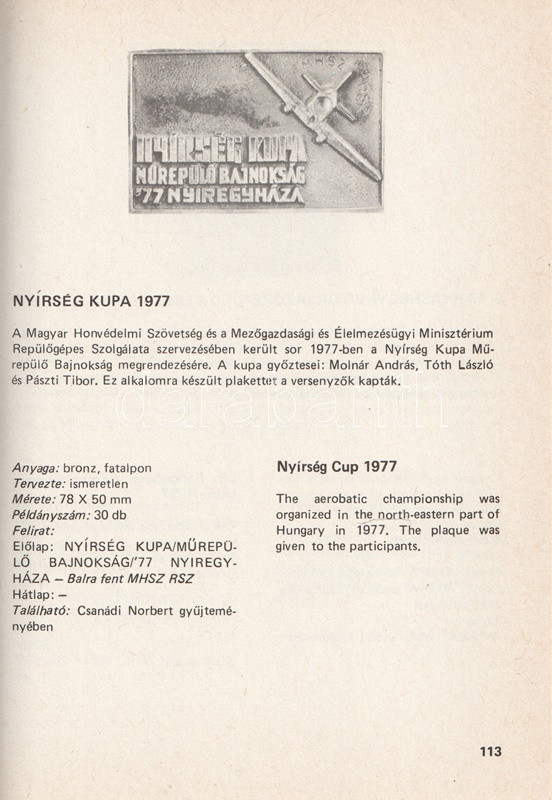 MHSZ
NYÍRSÉG KUPA
MŰREPÜLŐ BAJNOKSÁG
'77 NYIREGYHÁZA
NYÍRSÉG KUPA 1977
A Magyar Honvédelmi Szövetség és a Mezőgazdasági és Élelmezésügyi Minisztérium
Repülőgépes Szolgálata szervezésében került sor 1977-ben a Nyírség Kupa Mű-
repülő Bajnokság megrendezésére. A kupa győztesei: Molnár András, Tóth László
és Pászti Tibor. Ez alkalomra készült plakettet a versenyzők kapták.
darabanth
Anyaga: bronz, fatalpon
Tervezte: ismeretlen
Mérete: 78 X 50 mm
Példányszám: 30 db
Felirat:
Előlap: NYÍRSÉG KUPA/MŰREPÜ-
LŐ BAJNOKSÁG/'77 NYIREGY-
HÁZA — Balra fent MHSZ RSZ
Hátlap: —
Található: Csanádi Norbert gyűjtemé-
nyében
Nyírség Cup 1977
The aerobatic championship was
organized in the north-eastern part of
Hungary in 1977. The plaque was
given to the participants.
113